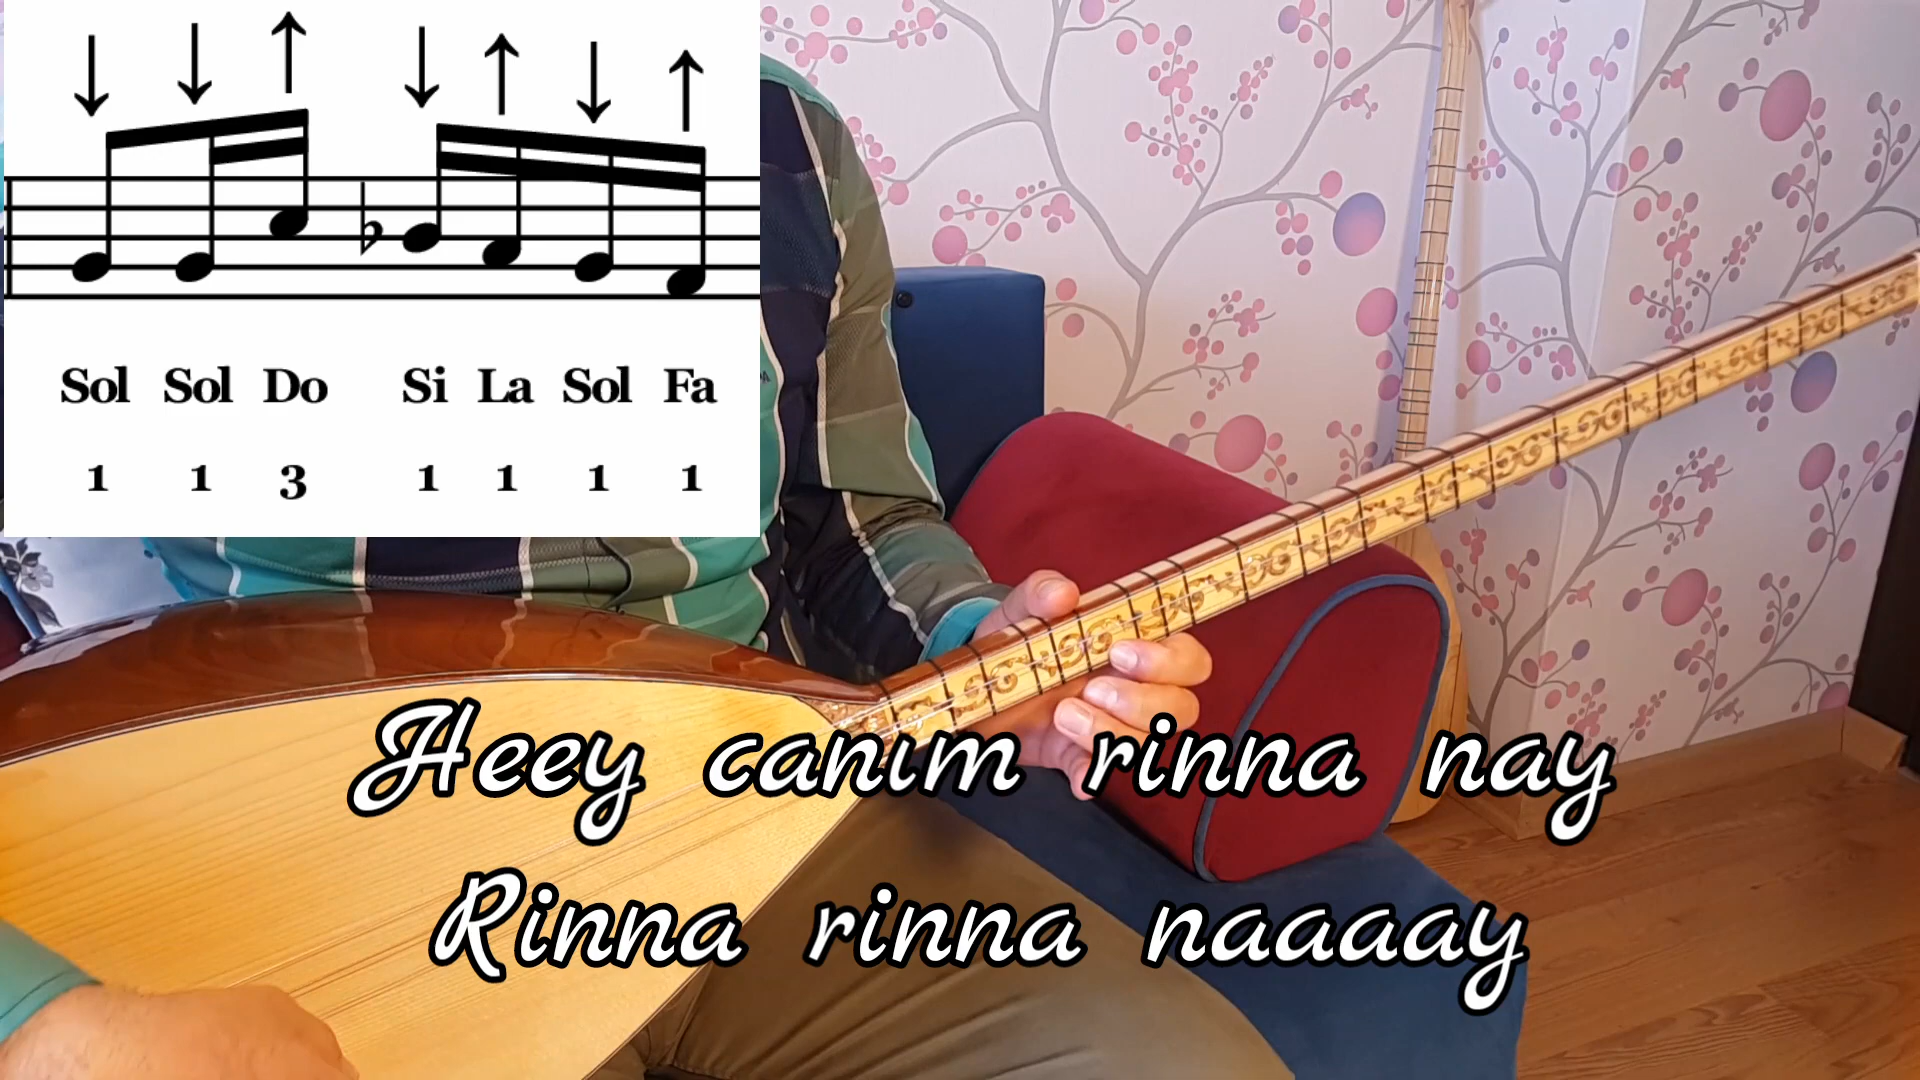 Sol Sol Do Si La Sol Fa
1 1 3 1 1 1 1
Heey canım rinna nay
Rinna rinna naaaay